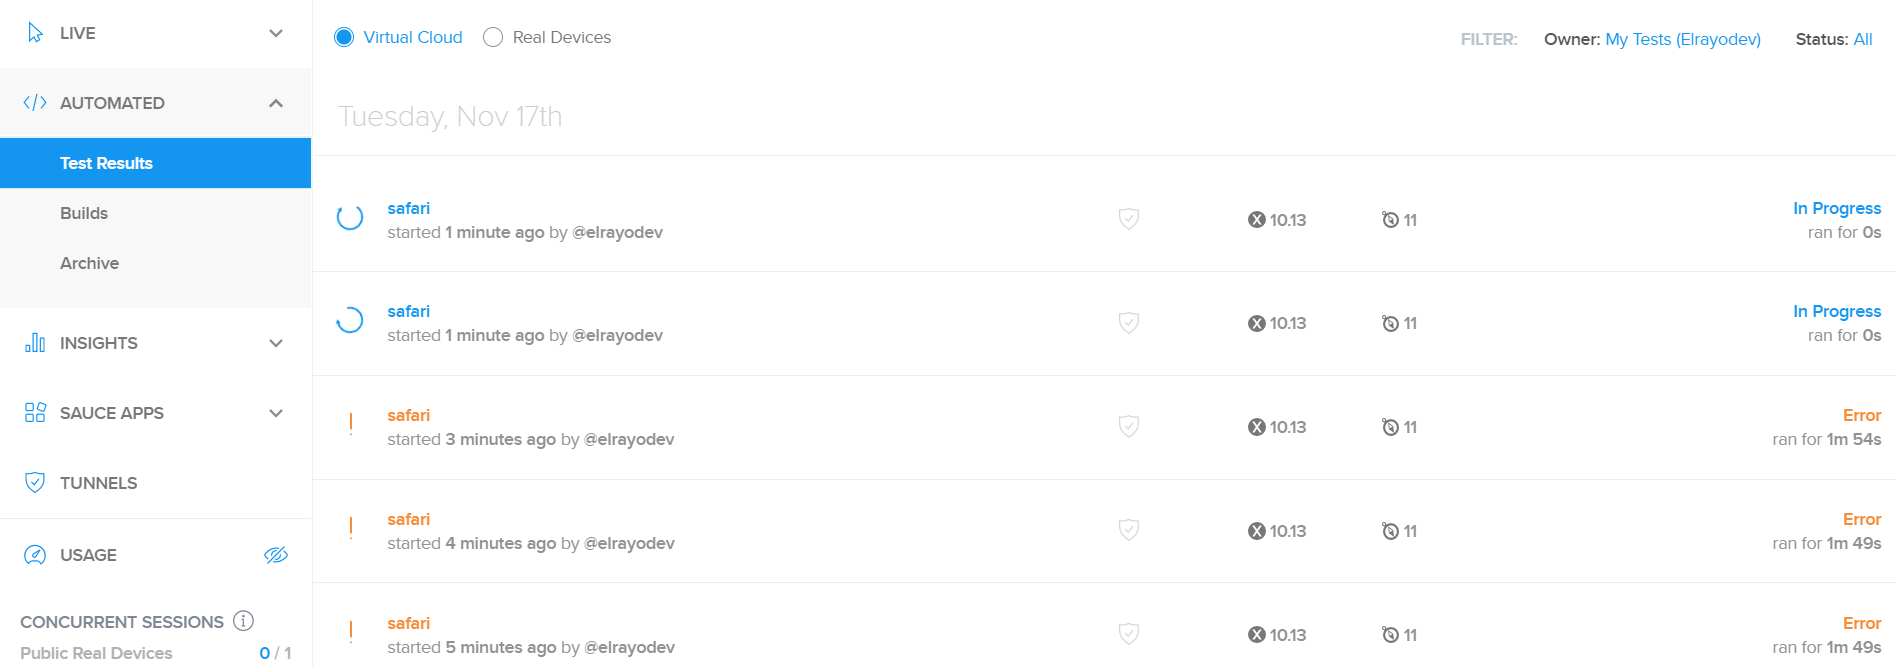 LIVE
AUTOMATED
Test Results
Builds
Archive
INSIGHTS
SAUCE APPS
TUNNELS
USAGE
CONCURRENT SESSIONS
Public Real Devices 0 / 1
Virtual Cloud Real Devices
FILTER: Owner: My Tests (Elrayodev) Status: All
Tuesday, Nov 17th
safari
started 1 minute ago by @elrayodev
10.13
11
In Progress
ran for 0s
safari
started 1 minute ago by @elrayodev
10.13
11
In Progress
ran for 0s
safari
started 3 minutes ago by @elrayodev
10.13
11
Error
ran for 1m 54s
safari
started 4 minutes ago by @elrayodev
10.13
11
Error
ran for 1m 49s
safari
started 5 minutes ago by @elrayodev
10.13
11
Error
ran for 1m 49s